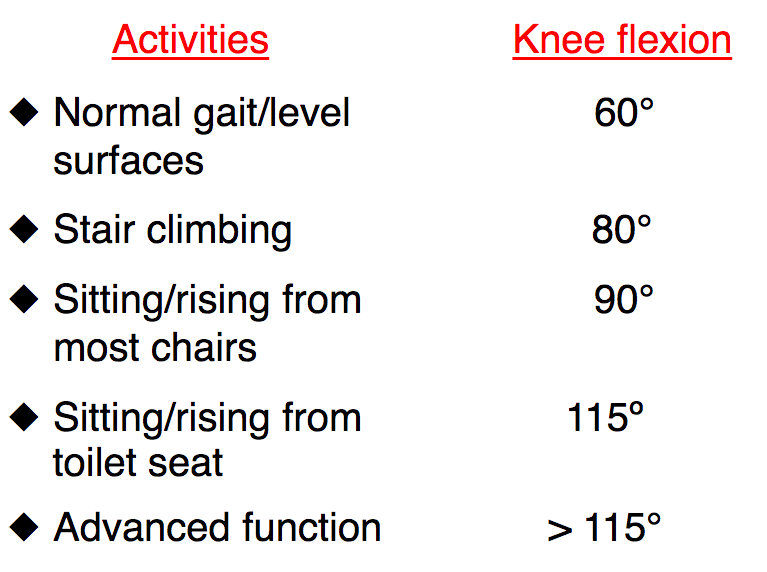 Activities Knee flexion
◆ Normal gait/level 60°
surfaces
◆ Stair climbing 80°
◆ Sitting/rising from 90°
most chairs
◆ Sitting/rising from 115º
toilet seat
◆ Advanced function > 115°